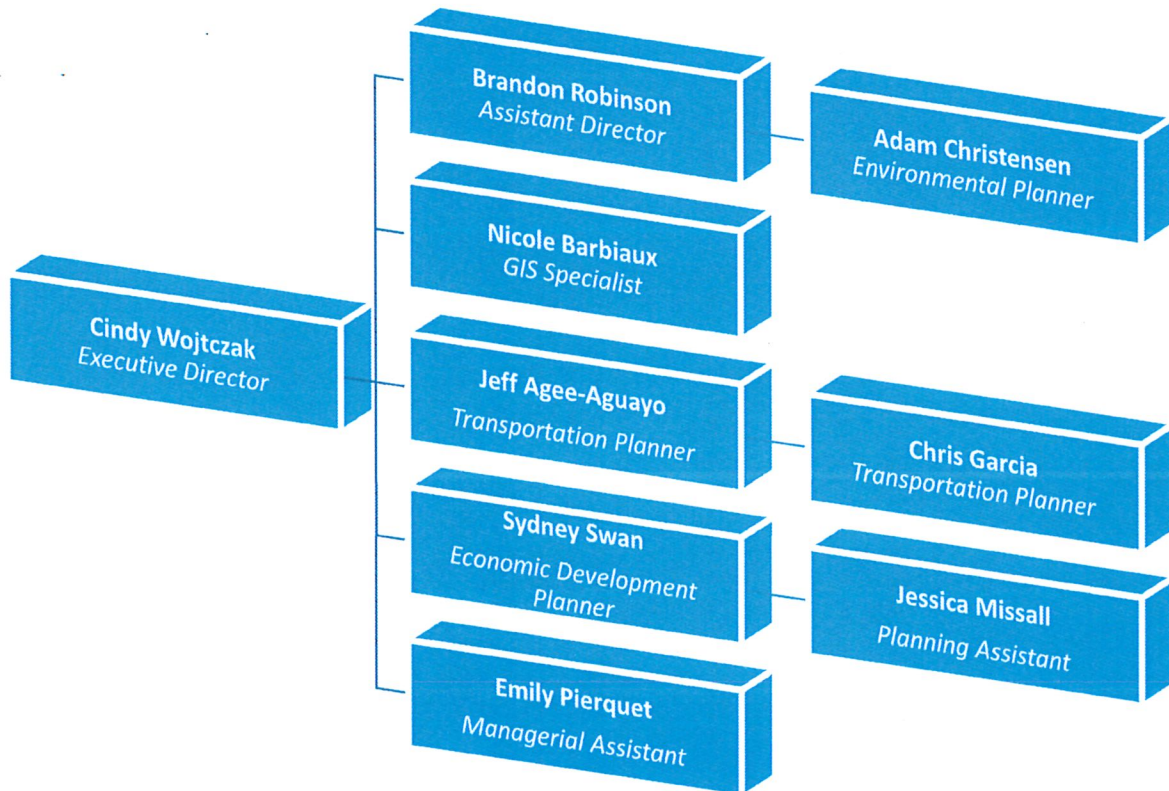 Brandon Robinson
Assistant Director
Adam Christensen
Environmental Planner
Nicole Barbiaux
GIS Specialist
Cindy Wojtczak
Executive Director
Jeff Agee-Aguayo
Transportation Planner
Chris Garcia
Transportation Planner
Sydney Swan
Economic Development
Planner
Jessica Missall
Planning Assistant
Emily Pierquet
Managerial Assistant